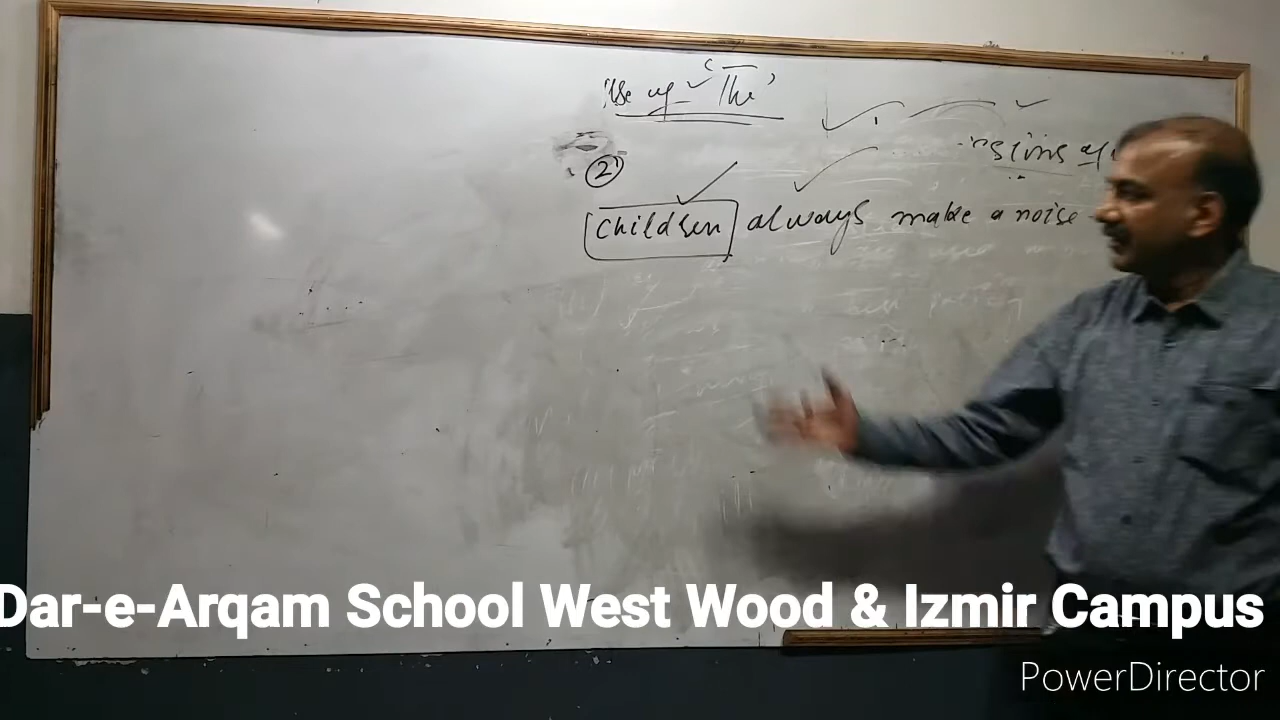 Use of 'The'
②
Children always make a noise
Dar-e-Arqam School West Wood & Izmir Campus
PowerDirector